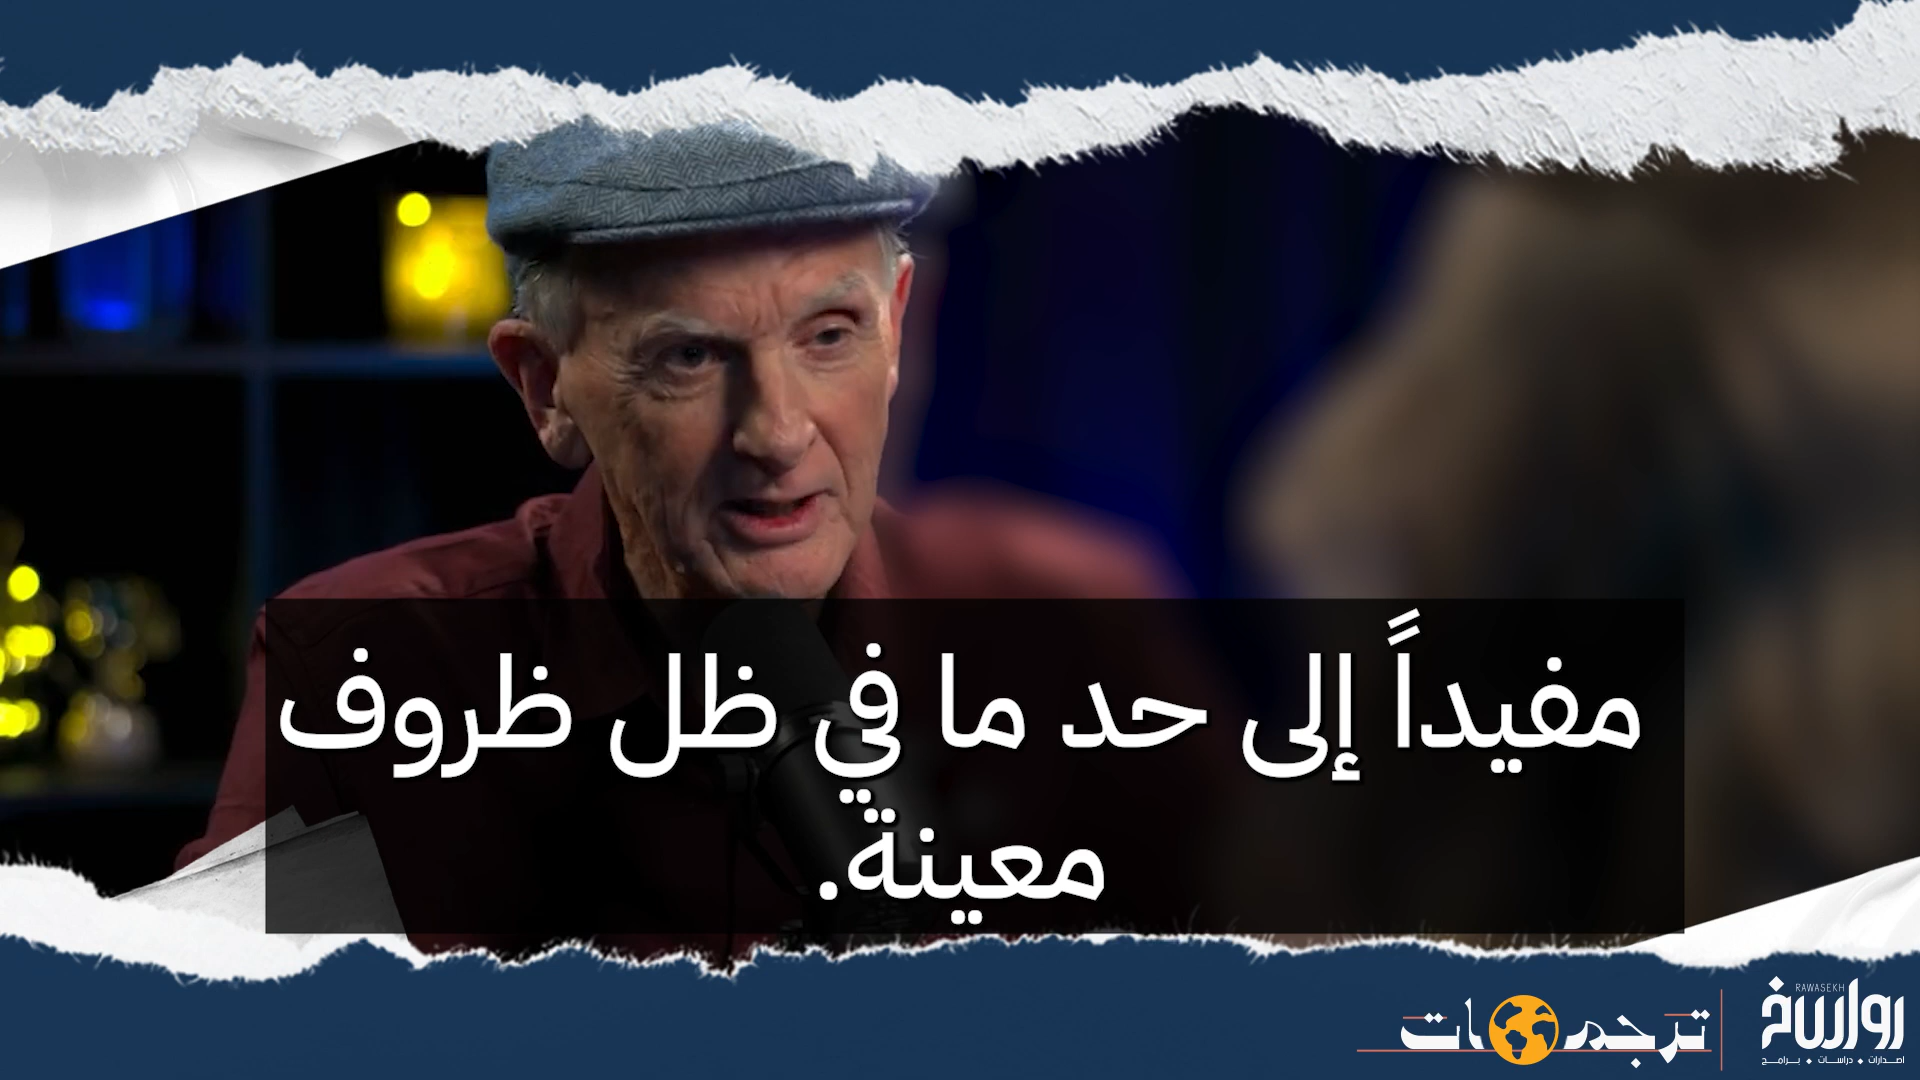 مفيداً إلى حد ما في ظل ظروف
معينة.
ترجمات
RAWASEKH
رواسخ
اصدارات ◆ دراسات ◆ برامج